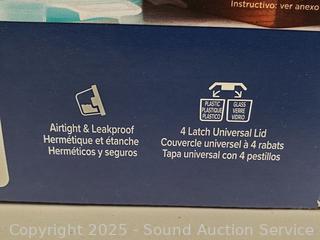 Instructivo: ver anexo
PLASTIC
PLASTIQUE
PLÁSTICO
GLASS
VERRE
VIDRIO
Airtight & Leakproof
Hermétique et étanche
Herméticos y seguros
4 Latch Universal Lid
Couvercle universel à 4 rabats
Tapa universal con 4 pestillos
Copyright 2025 - Sound Auction Service